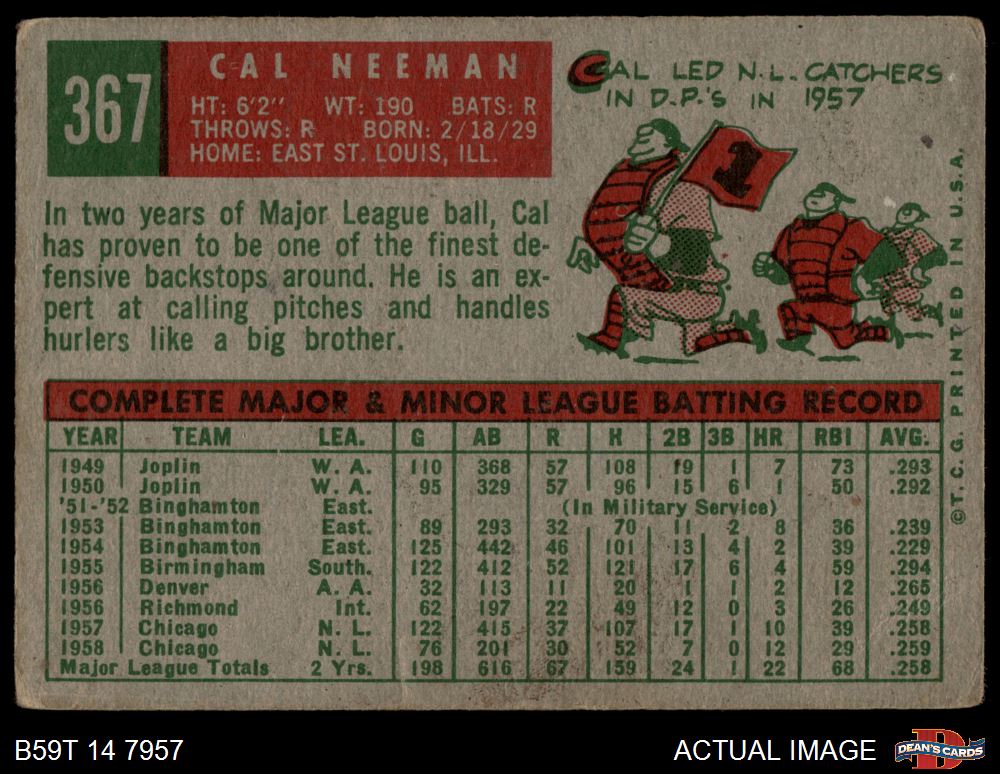 367
CAL NEEMAN
HT: 6'2" WT: 190 BATS: R
THROWS: R BORN: 2/18/29
HOME: EAST ST. LOUIS, ILL.
CAL LED N.L. CATCHERS
IN D.P.'S IN 1957
1
In two years of Major League ball, Cal
has proven to be one of the finest de-
fensive backstops around. He is an ex-
pert at calling pitches and handles
hurlers like a big brother.
COMPLETE MAJOR & MINOR LEAGUE BATTING RECORD
YEAR TEAM LEA. G AB R H 2B 3B HR RBI AVG.
1949 Joplin W. A. 110 368 57 108 19 1 7 73 .293
1950 Joplin W. A. 95 329 57 96 15 6 1 50 .292
'51-'52 Binghamton East. (In Military Service)
1953 Binghamton East. 89 293 32 70 11 2 8 36 .239
1954 Binghamton East. 125 442 46 101 13 4 2 39 .229
1955 Birmingham South. 122 412 52 121 17 6 4 59 .294
1956 Denver A. A. 32 113 11 20 1 1 2 12 .265
1956 Richmond Int. 62 197 22 49 12 0 3 26 .249
1957 Chicago N. L. 122 415 37 107 17 1 10 39 .258
1958 Chicago N. L. 76 201 30 52 7 0 12 29 .259
Major League Totals 2 Yrs. 198 616 67 159 24 1 22 68 .258
© T. C. G. PRINTED IN U.S.A.
B59T 14 7957
ACTUAL IMAGE
D
DEAN'S CARDS